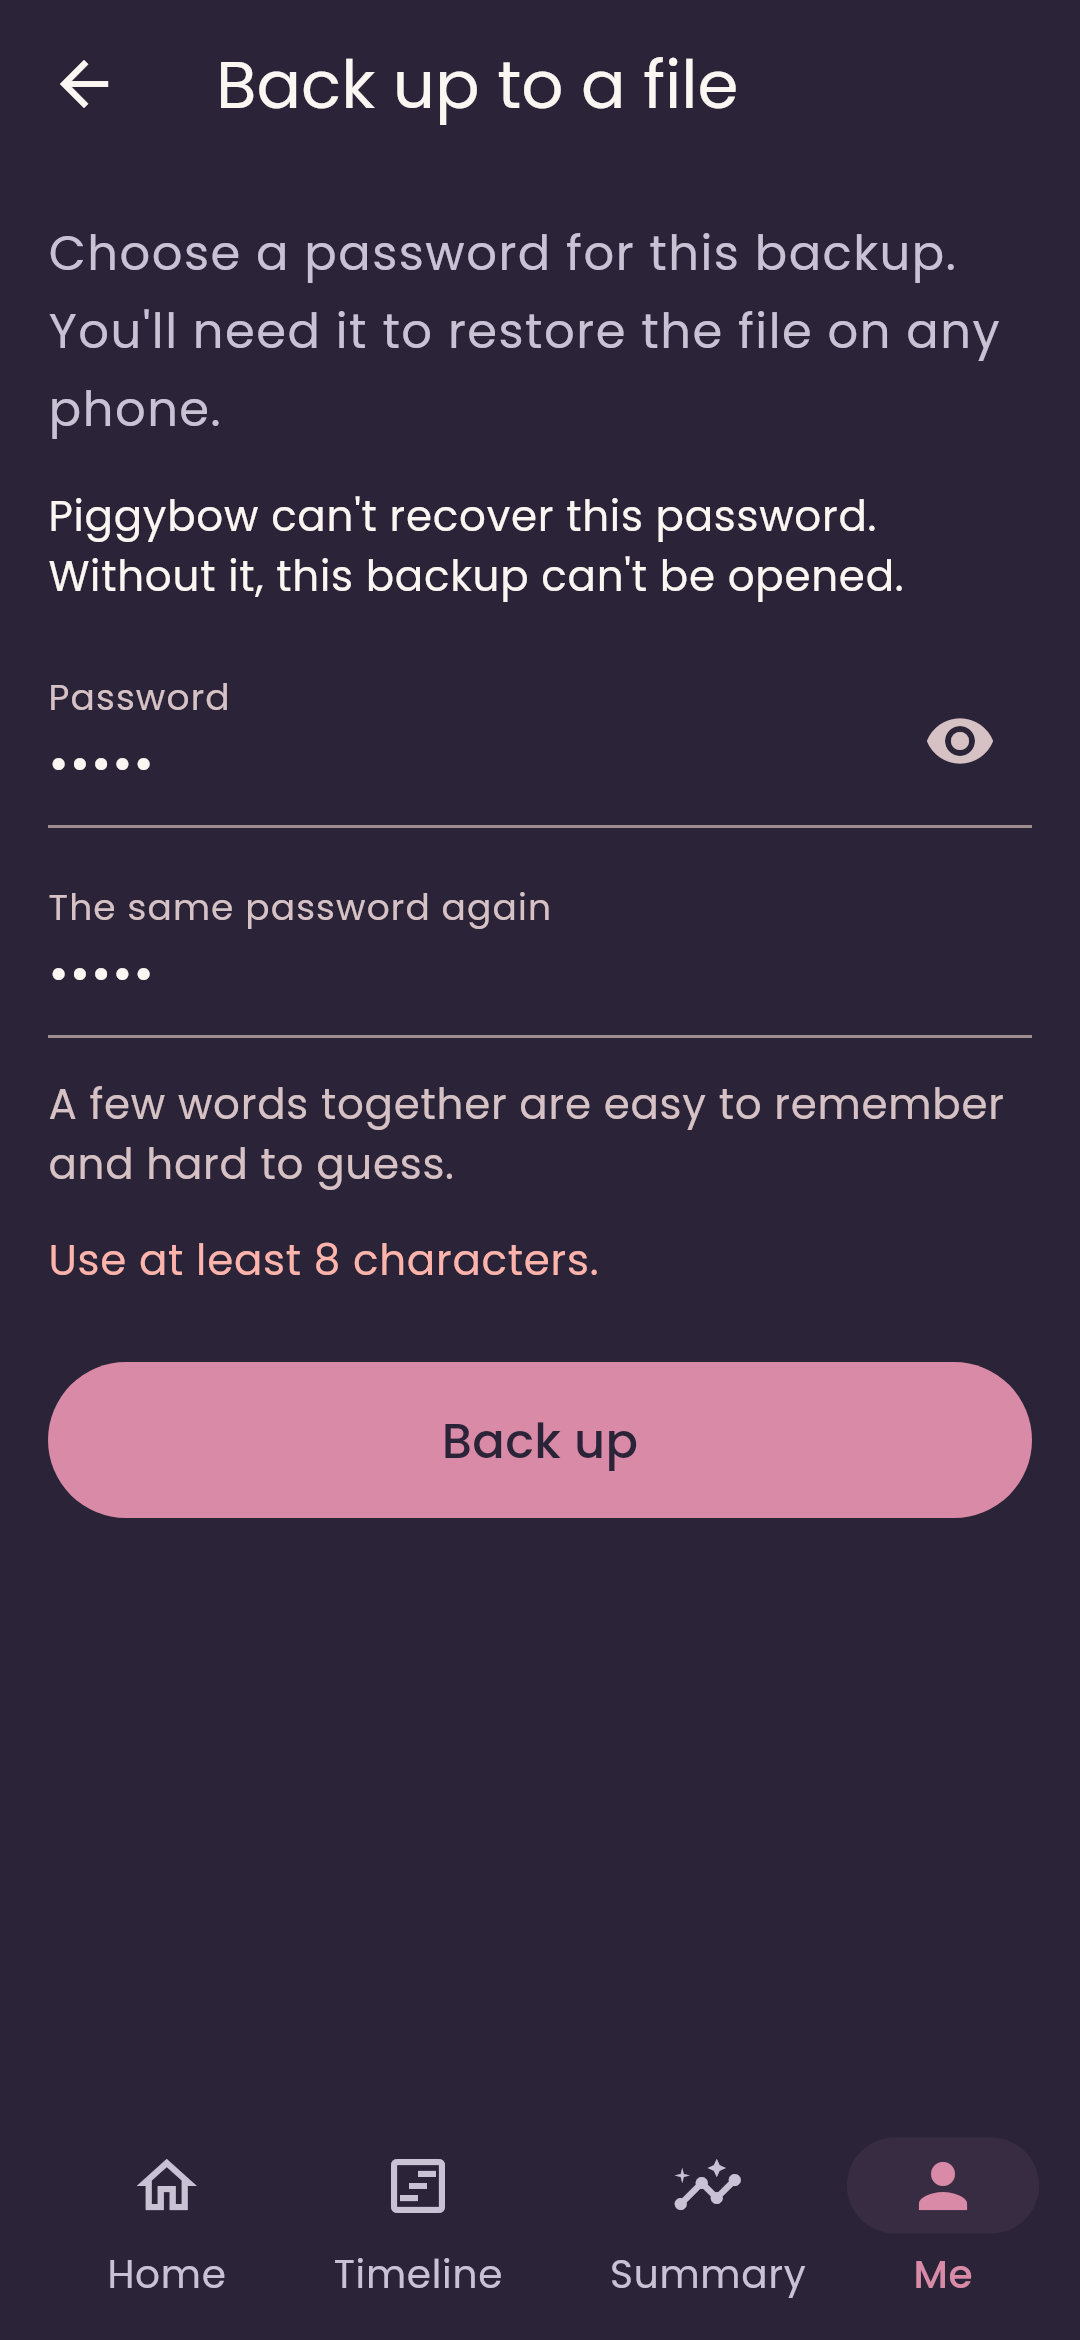 Back up to a file
Choose a password for this backup.
You'll need it to restore the file on any
phone.
Piggybow can't recover this password.
Without it, this backup can't be opened.
Password
•••••
The same password again
•••••
A few words together are easy to remember
and hard to guess.
Use at least 8 characters.
Back up
Home
Timeline
Summary
Me